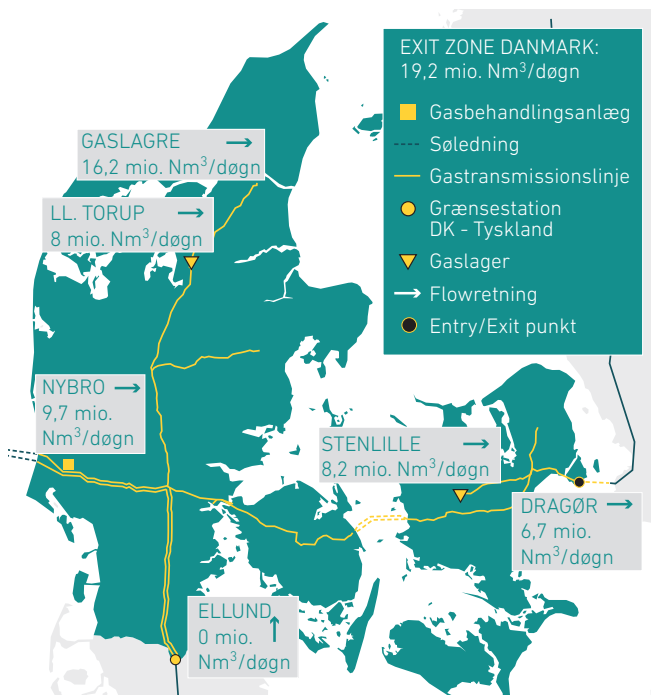 EXIT ZONE DANMARK:
19,2 mio. Nm³/døgn
Gasbehandlingsanlæg
Søledning
Gastransmissionslinje
Grænsestation
DK - Tyskland
Gaslager
Flowretning
Entry/Exit punkt
GASLAGRE
16,2 mio. Nm³/døgn
LL. TORUP
8 mio. Nm³/døgn
NYBRO
9,7 mio.
Nm³/døgn
STENLILLE
8,2 mio. Nm³/døgn
DRAGØR
6,7 mio.
Nm³/døgn
ELLUND
0 mio.
Nm³/døgn